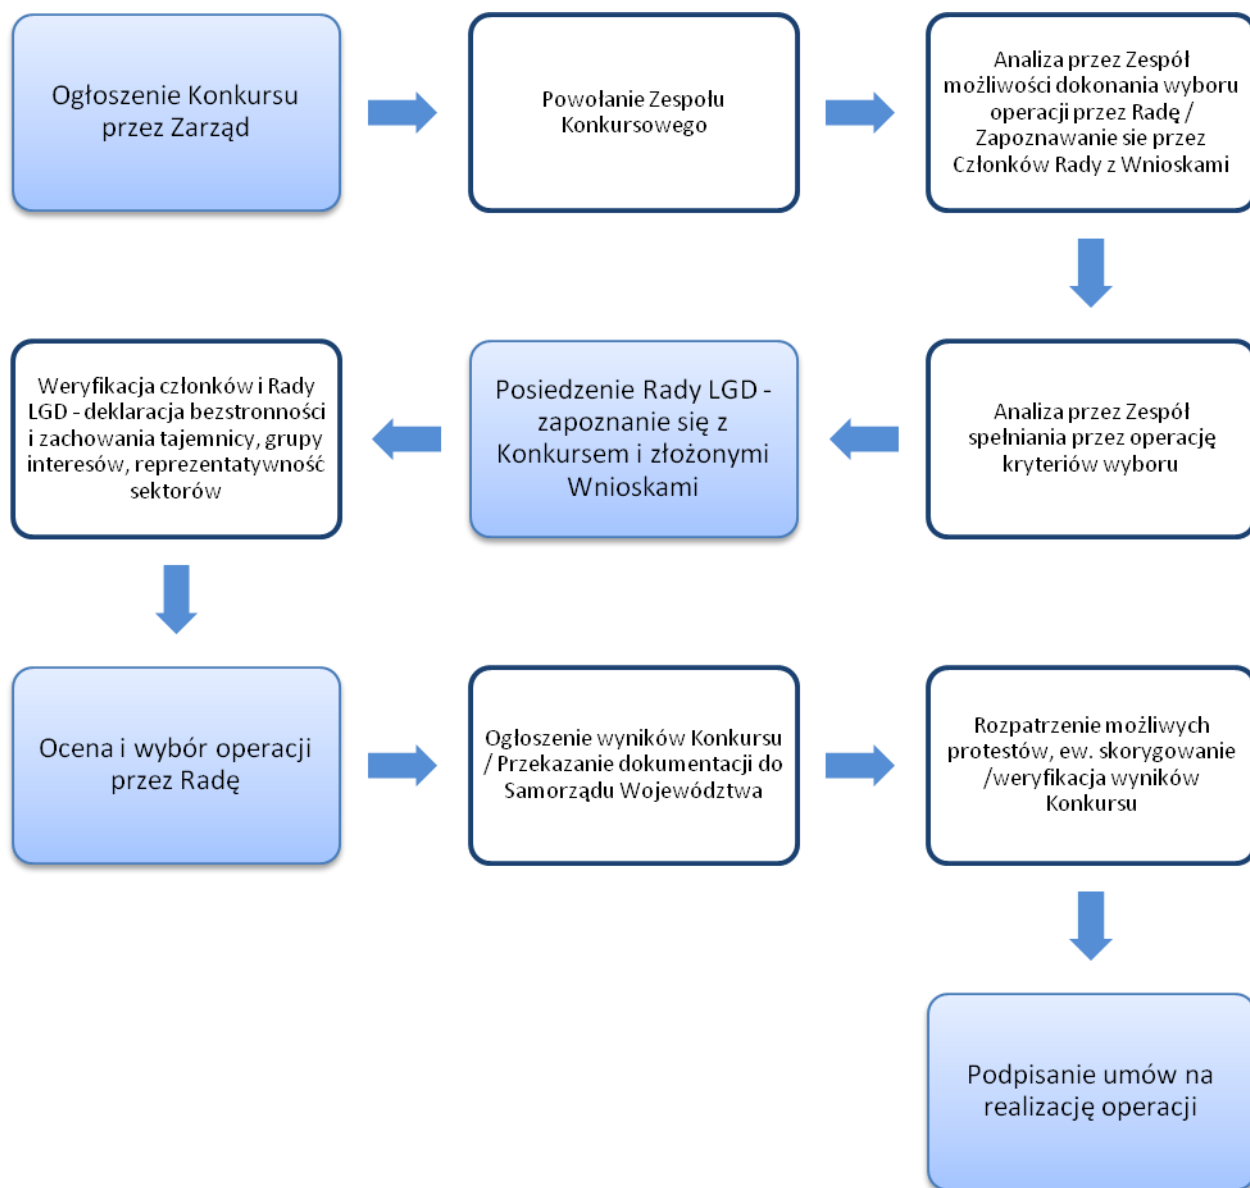 Ogłoszenie Konkursu
przez Zarząd
Powołanie Zespołu
Konkursowego
Analiza przez Zespół
możliwości dokonania wyboru
operacji przez Radę /
Zapoznawanie sie przez
Członków Rady z Wnioskami
Analiza przez Zespół
spełniania przez operację
kryteriów wyboru
Posiedzenie Rady LGD -
zapoznanie się z
Konkursem i złożonymi
Wnioskami
Weryfikacja członków i Rady
LGD - deklaracja bezstronności
i zachowania tajemnicy, grupy
interesów, reprezentatywność
sektorów
Ocena i wybór operacji
przez Radę
Ogłoszenie wyników Konkursu
/ Przekazanie dokumentacji do
Samorządu Województwa
Rozpatrzenie możliwych
protestów, ew. skorygowanie
/weryfikacja wyników
Konkursu
Podpisanie umów na
realizację operacji